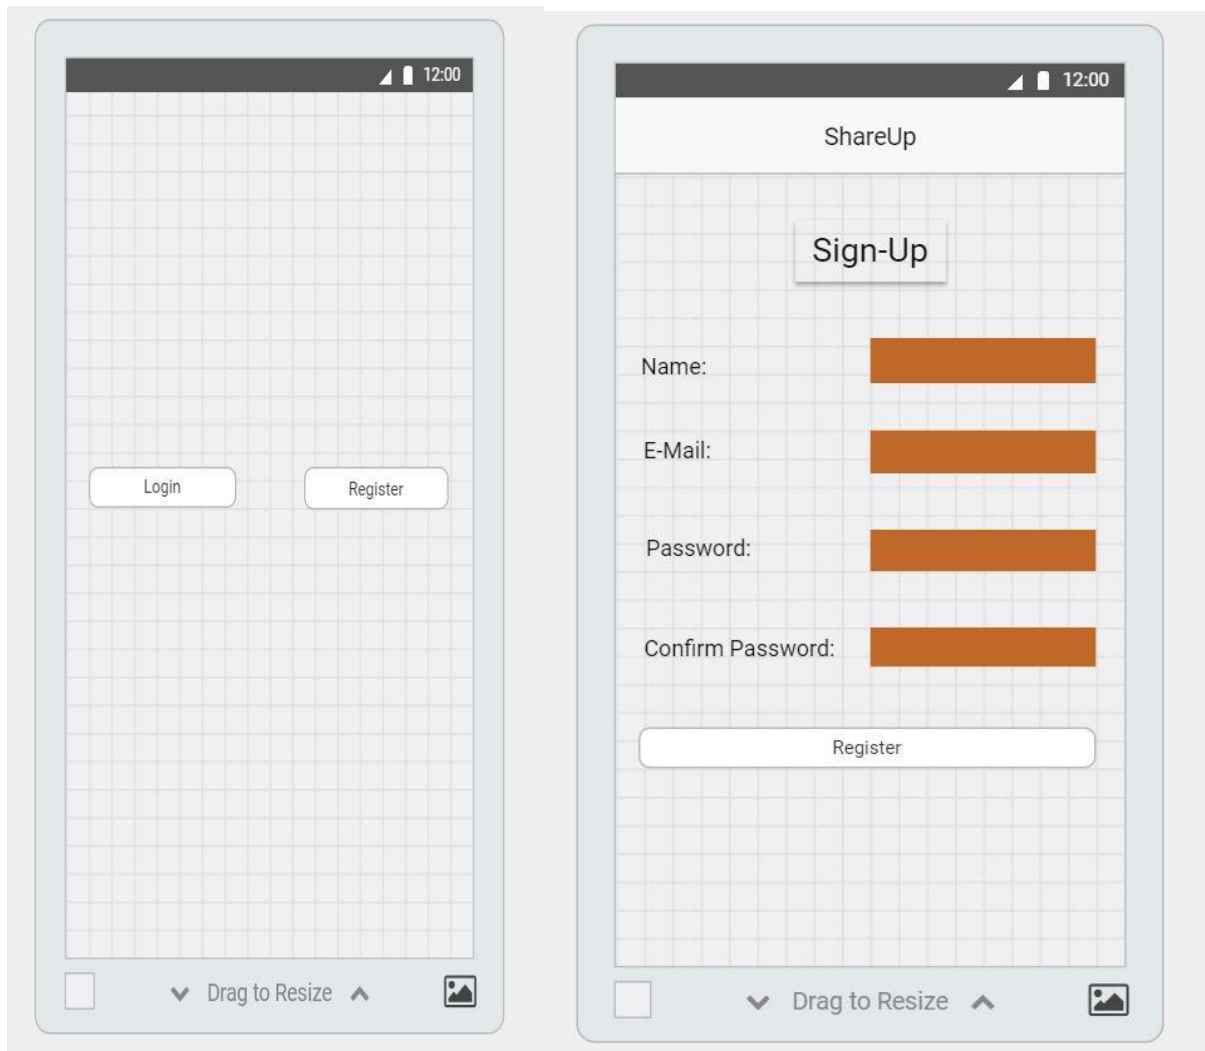 12:00
Login
Register
Drag to Resize
12:00
ShareUp
Sign-Up
Name:
E-Mail:
Password:
Confirm Password:
Register
Drag to Resize